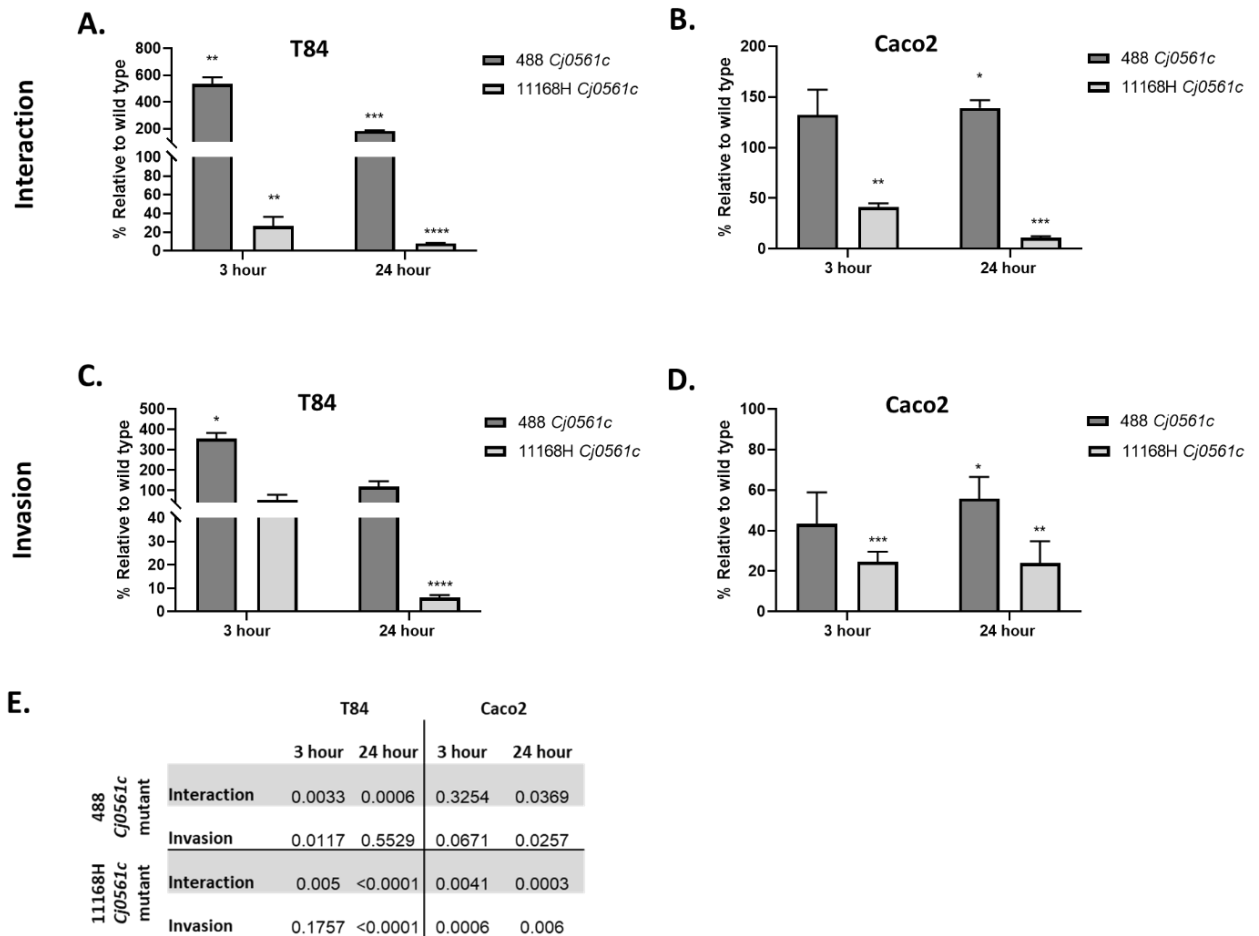 Interaction
A.
T84
% Relative to wild type
800
600
400
200
100
80
60
40
20
0
**
**
***
****
3 hour
24 hour
488 Cj0561c
11168H Cj0561c
B.
Caco2
% Relative to wild type
200
150
100
50
0
**
*
***
3 hour
24 hour
488 Cj0561c
11168H Cj0561c
Invasion
C.
T84
% Relative to wild type
500
400
300
200
100
40
30
20
10
0
*
****
3 hour
24 hour
488 Cj0561c
11168H Cj0561c
D.
Caco2
% Relative to wild type
100
80
60
40
20
0
***
*
**
3 hour
24 hour
488 Cj0561c
11168H Cj0561c
E.
T84 Caco2
3 hour 24 hour 3 hour 24 hour
488
Cj0561c
mutant
Interaction 0.0033 0.0006 0.3254 0.0369
Invasion 0.0117 0.5529 0.0671 0.0257
11168H
Cj0561c
mutant
Interaction 0.005 <0.0001 0.0041 0.0003
Invasion 0.1757 <0.0001 0.0006 0.006